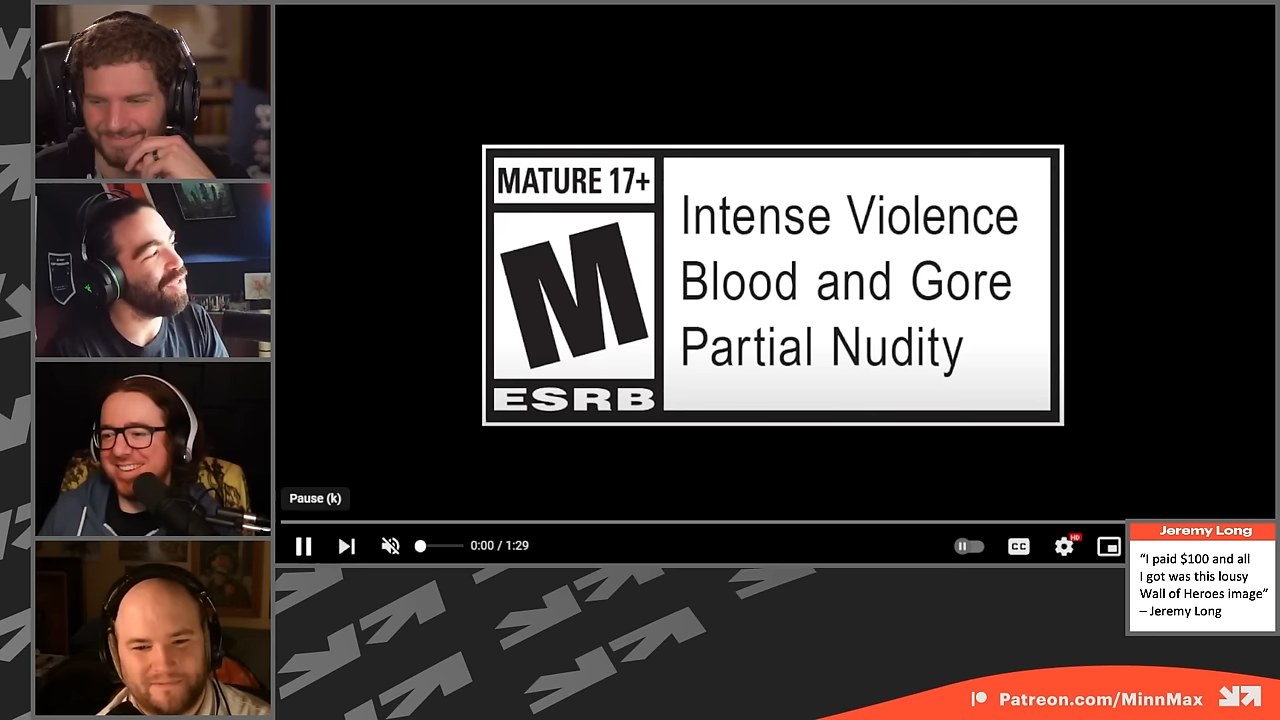 MATURE 17+
M
ESRB
Intense Violence
Blood and Gore
Partial Nudity
Pause (k)
0:00 / 1:29
CC
HD
Jeremy Long
“I paid $100 and all
I got was this lousy
Wall of Heroes image”
– Jeremy Long
Patreon.com/MinnMax